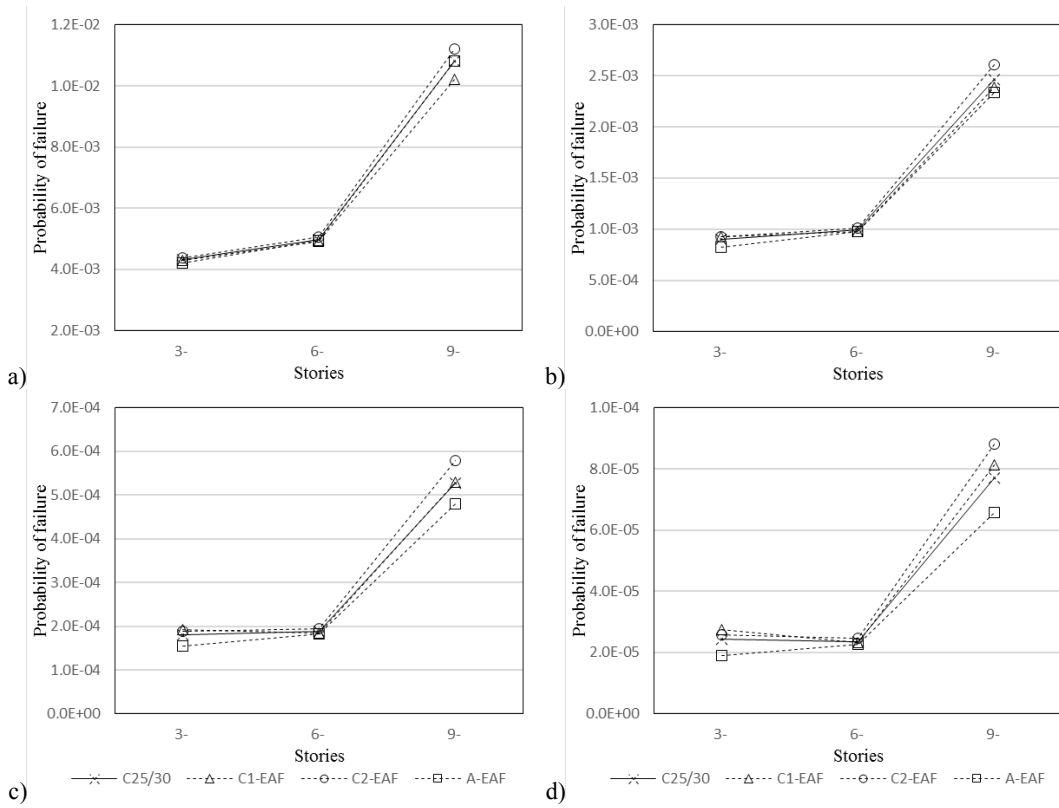 1.2E-02
1.0E-02
8.0E-03
6.0E-03
4.0E-03
2.0E-03
Probability of failure
3-
6-
9-
Stories
a)
3.0E-03
2.5E-03
2.0E-03
1.5E-03
1.0E-03
5.0E-04
0.0E+00
Probability of failure
3-
6-
9-
Stories
b)
7.0E-04
6.0E-04
5.0E-04
4.0E-04
3.0E-04
2.0E-04
1.0E-04
0.0E+00
Probability of failure
3-
6-
9-
Stories
c)
1.0E-04
8.0E-05
6.0E-05
4.0E-05
2.0E-05
0.0E+00
Probability of failure
3-
6-
9-
Stories
d)
C25/30 C1-EAF C2-EAF A-EAF
C25/30 C1-EAF C2-EAF A-EAF